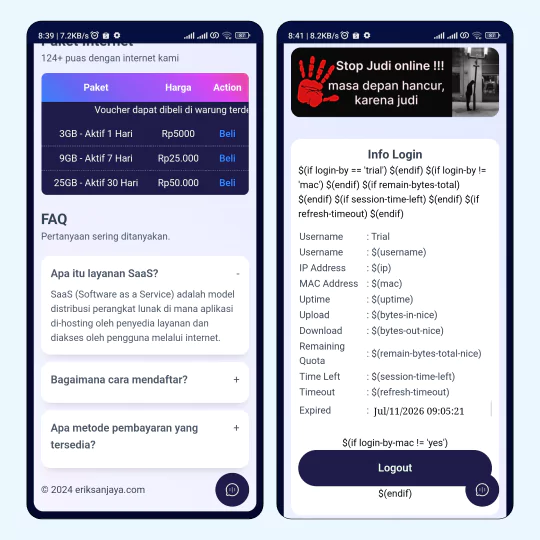 8:39 | 7.2KB/s
Paket Internet
124+ puas dengan internet kami
Paket Harga Action
Voucher dapat dibeli di warung terde
3GB - Aktif 1 Hari Rp5000 Beli
9GB - Aktif 7 Hari Rp25.000 Beli
25GB - Aktif 30 Hari Rp50.000 Beli
FAQ
Pertanyaan sering ditanyakan.
Apa itu layanan SaaS? -
SaaS (Software as a Service) adalah model
distribusi perangkat lunak di mana aplikasi
di-hosting oleh penyedia layanan dan
diakses oleh pengguna melalui internet.
Bagaimana cara mendaftar? +
Apa metode pembayaran yang +
tersedia?
© 2024 eriksanjaya.com
8:41 | 8.2KB/s
Stop Judi online !!!
masa depan hancur,
karena judi
Info Login
$(if login-by == 'trial') $(endif) $(if login-by !=
'mac') $(endif) $(if remain-bytes-total)
$(endif) $(if session-time-left) $(endif) $(if
refresh-timeout) $(endif)
Username : Trial
Username : $(username)
IP Address : $(ip)
MAC Address : $(mac)
Uptime : $(uptime)
Upload : $(bytes-in-nice)
Download : $(bytes-out-nice)
Remaining
Quota : $(remain-bytes-total-nice)
Time Left : $(session-time-left)
Timeout : $(refresh-timeout)
Expired : Jul/11/2026 09:05:21
$(if login-by-mac != 'yes')
Logout
$(endif)